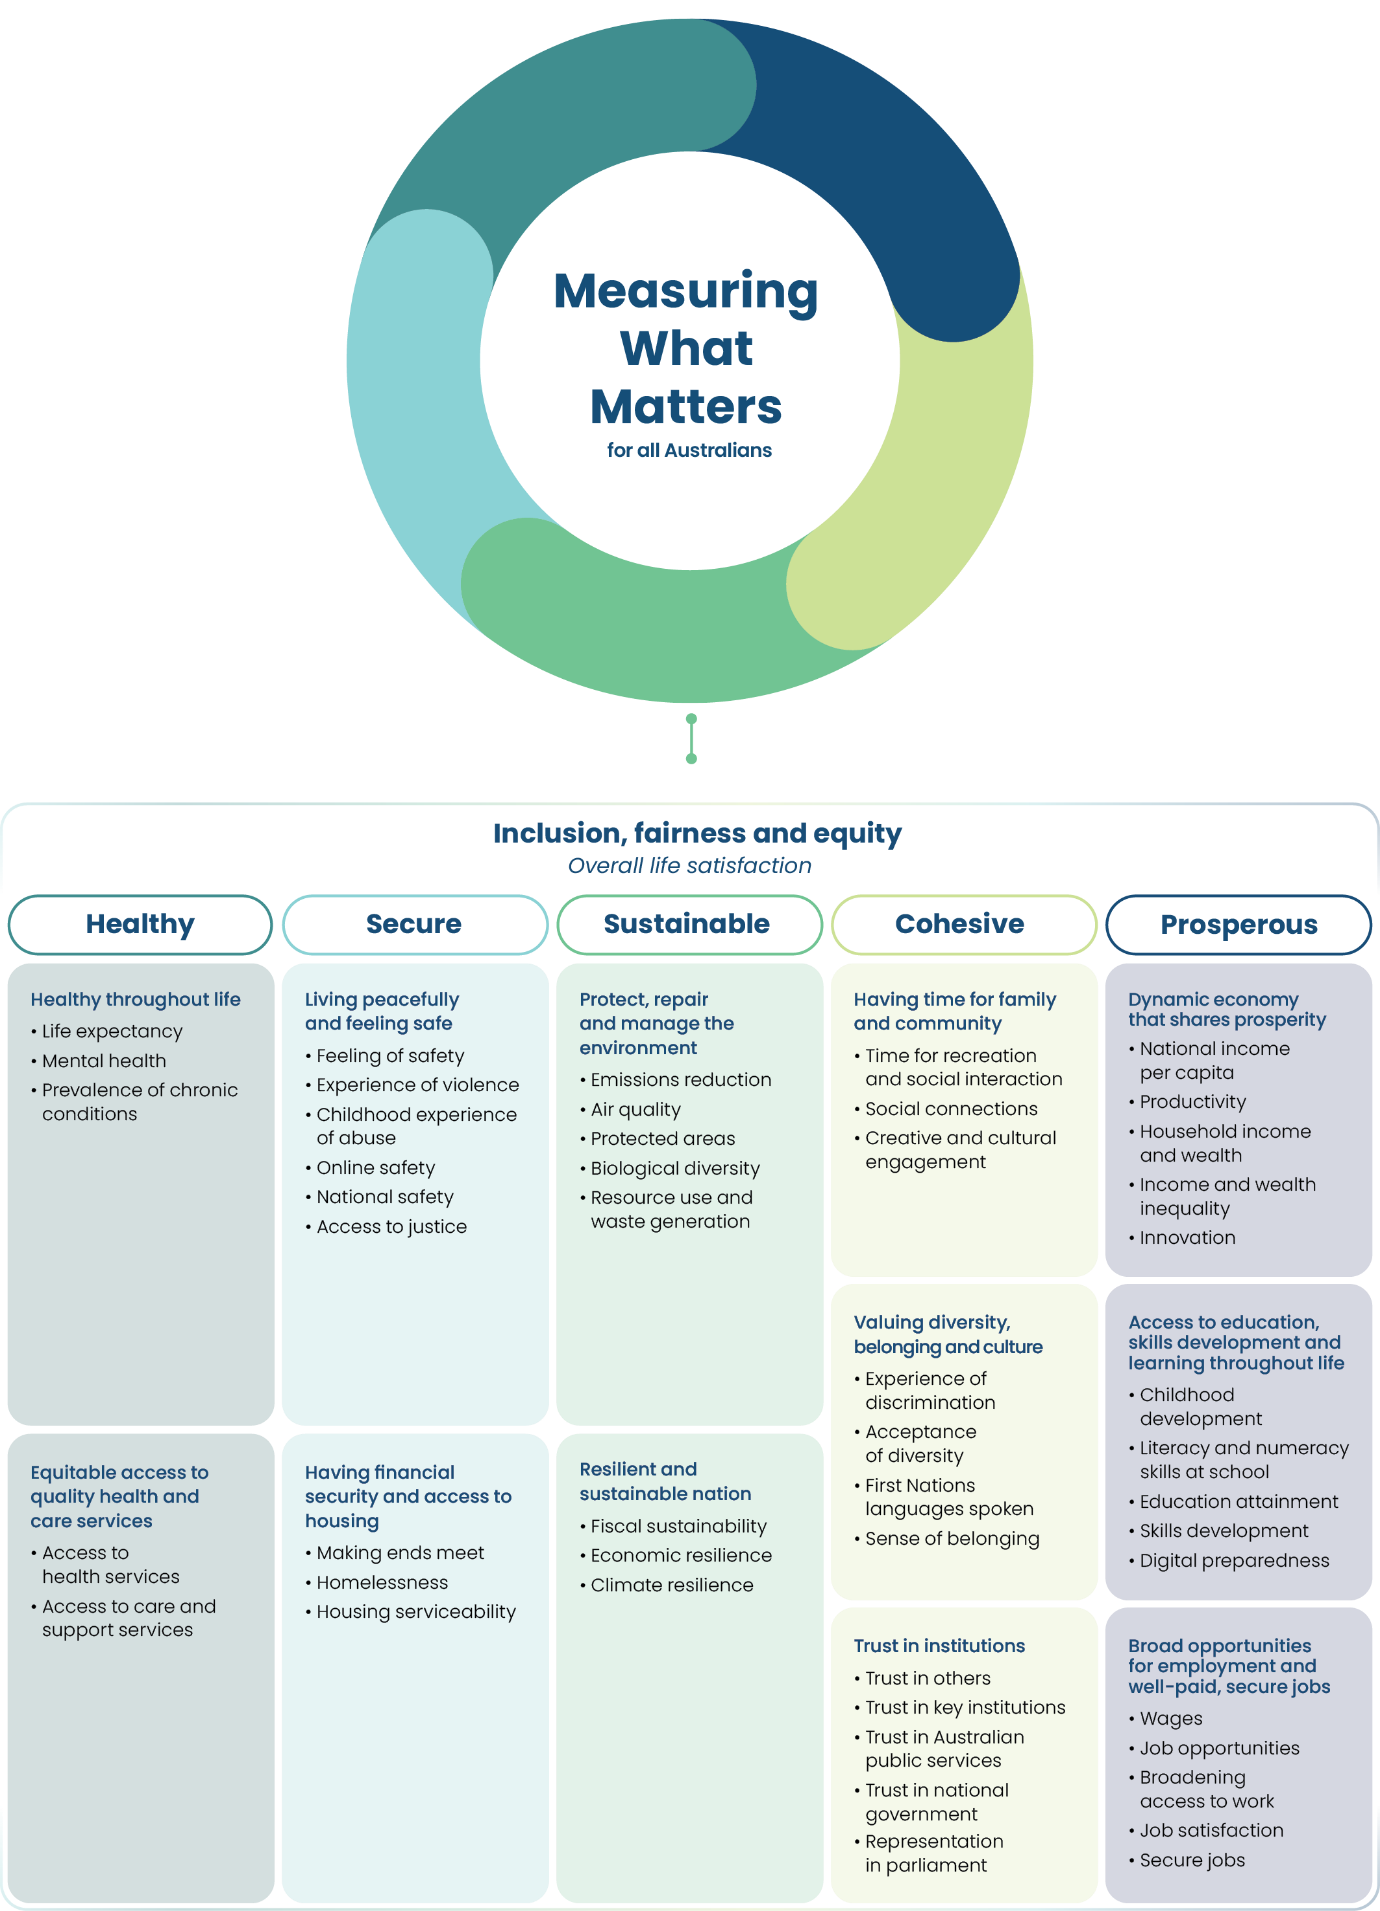 Measuring
What
Matters
for all Australians
Inclusion, fairness and equity
Overall life satisfaction
Healthy
Healthy throughout life
• Life expectancy
• Mental health
• Prevalence of chronic
conditions
Equitable access to
quality health and
care services
• Access to
health services
• Access to care and
support services
Secure
Living peacefully
and feeling safe
• Feeling of safety
• Experience of violence
• Childhood experience
of abuse
• Online safety
• National safety
• Access to justice
Having financial
security and access to
housing
• Making ends meet
• Homelessness
• Housing serviceability
Sustainable
Protect, repair
and manage the
environment
• Emissions reduction
• Air quality
• Protected areas
• Biological diversity
• Resource use and
waste generation
Resilient and
sustainable nation
• Fiscal sustainability
• Economic resilience
• Climate resilience
Cohesive
Having time for family
and community
• Time for recreation
and social interaction
• Social connections
• Creative and cultural
engagement
Valuing diversity,
belonging and culture
• Experience of
discrimination
• Acceptance
of diversity
• First Nations
languages spoken
• Sense of belonging
Trust in institutions
• Trust in others
• Trust in key institutions
• Trust in Australian
public services
• Trust in national
government
• Representation
in parliament
Prosperous
Dynamic economy
that shares prosperity
• National income
per capita
• Productivity
• Household income
and wealth
• Income and wealth
inequality
• Innovation
Access to education,
skills development and
learning throughout life
• Childhood
development
• Literacy and numeracy
skills at school
• Education attainment
• Skills development
• Digital preparedness
Broad opportunities
for employment and
well-paid, secure jobs
• Wages
• Job opportunities
• Broadening
access to work
• Job satisfaction
• Secure jobs